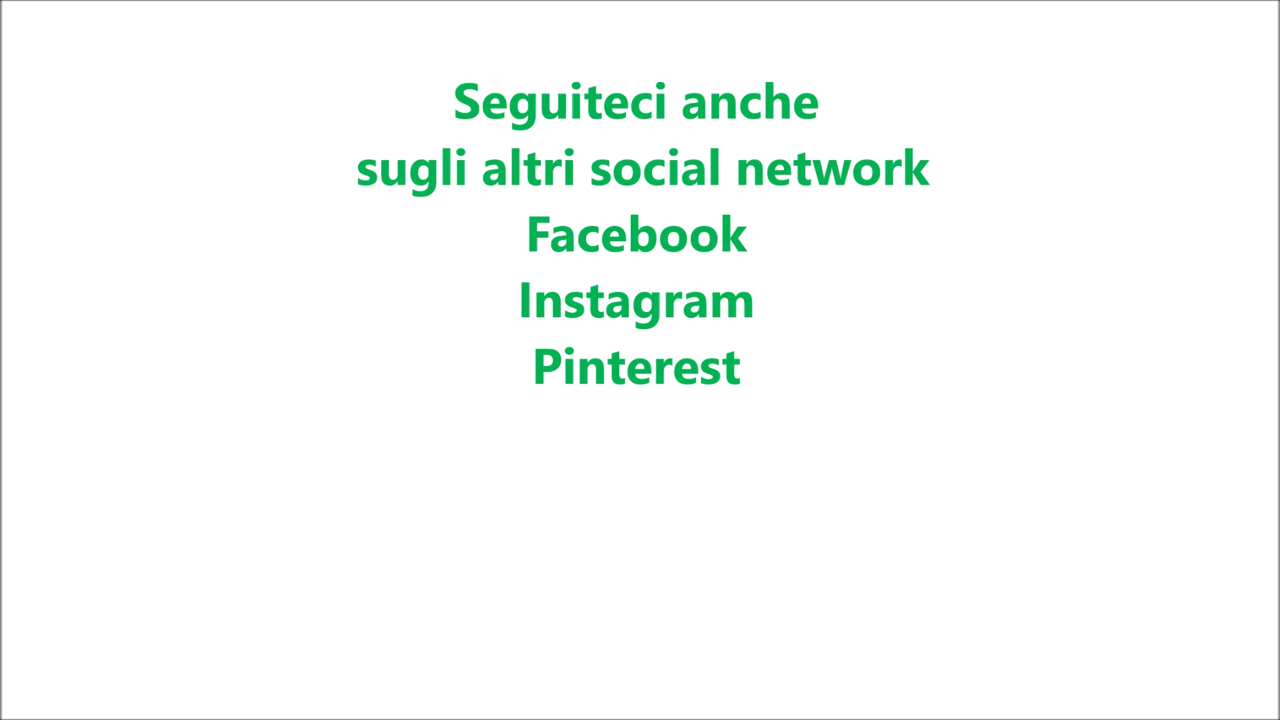 Seguiteci anche
sugli altri social network
Facebook
Instagram
Pinterest